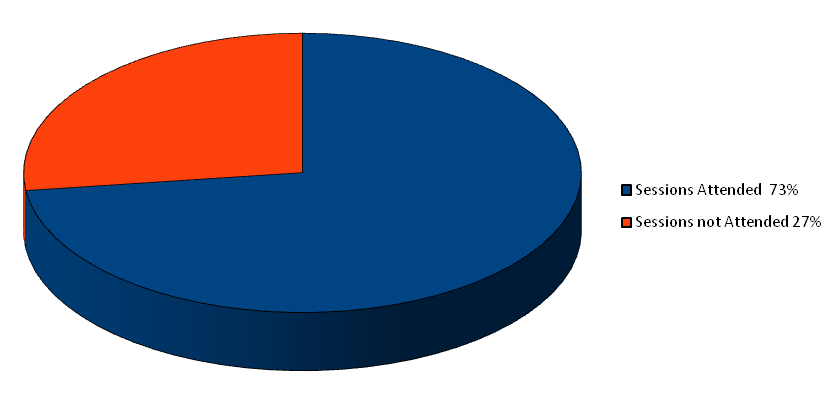 Sessions Attended  73%
Sessions not Attended 27%